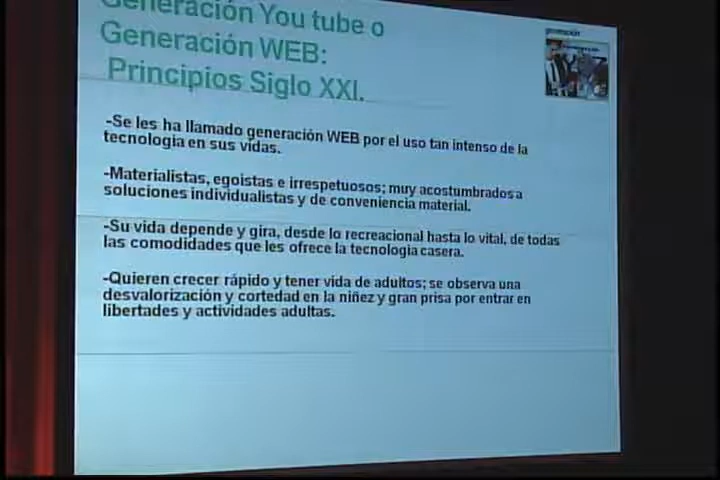 Generación You tube o
Generación WEB:
Principios Siglo XXI.
-Se les ha llamado generación WEB por el uso tan intenso de la
tecnologia en sus vidas.
-Materialistas, egoistas e irrespetuosos; muy acostumbrados a
soluciones individualistas y de conveniencia material.
-Su vida depende y gira, desde lo recreacional hasta lo vital, de todas
las comodidades que les ofrece la tecnologia casera.
-Quieren crecer rápido y tener vida de adultos; se observa una
desvalorización y cortedad en la niñez y gran prisa por entrar en
libertades y actividades adultas.